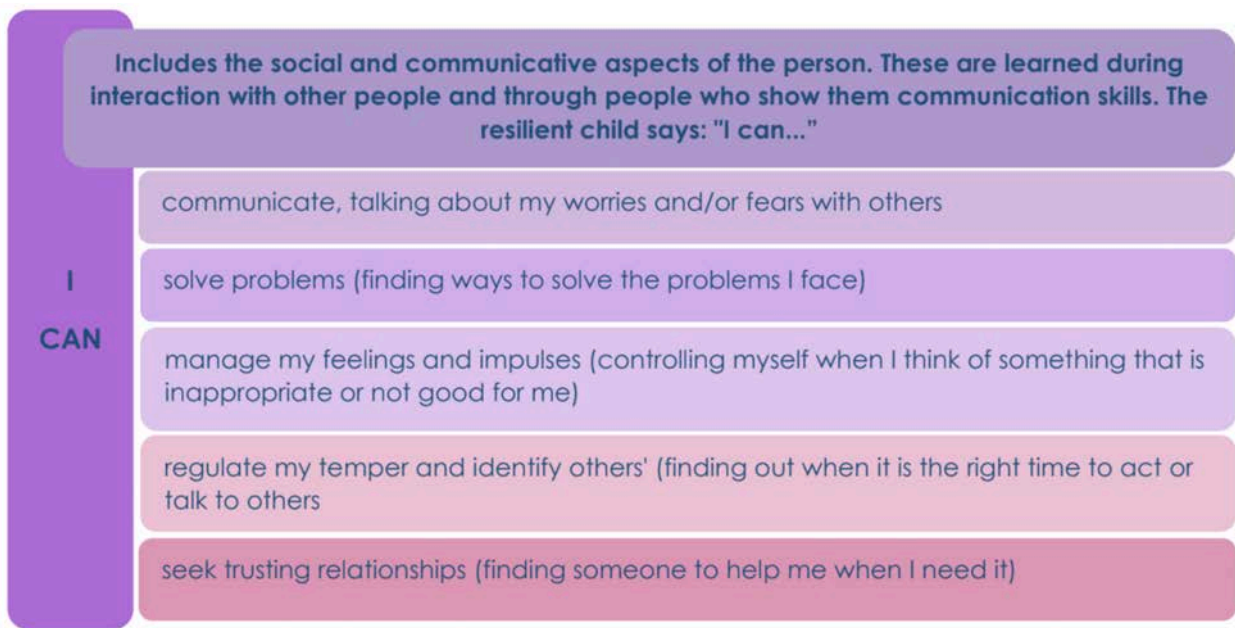 Includes the social and communicative aspects of the person. These are learned during
interaction with other people and through people who show them communication skills. The
resilient child says: "I can...”
I
CAN
communicate, talking about my worries and/or fears with others
solve problems (finding ways to solve the problems I face)
manage my feelings and impulses (controlling myself when I think of something that is
inappropriate or not good for me)
regulate my temper and identify others' (finding out when it is the right time to act or
talk to others
seek trusting relationships (finding someone to help me when I need it)